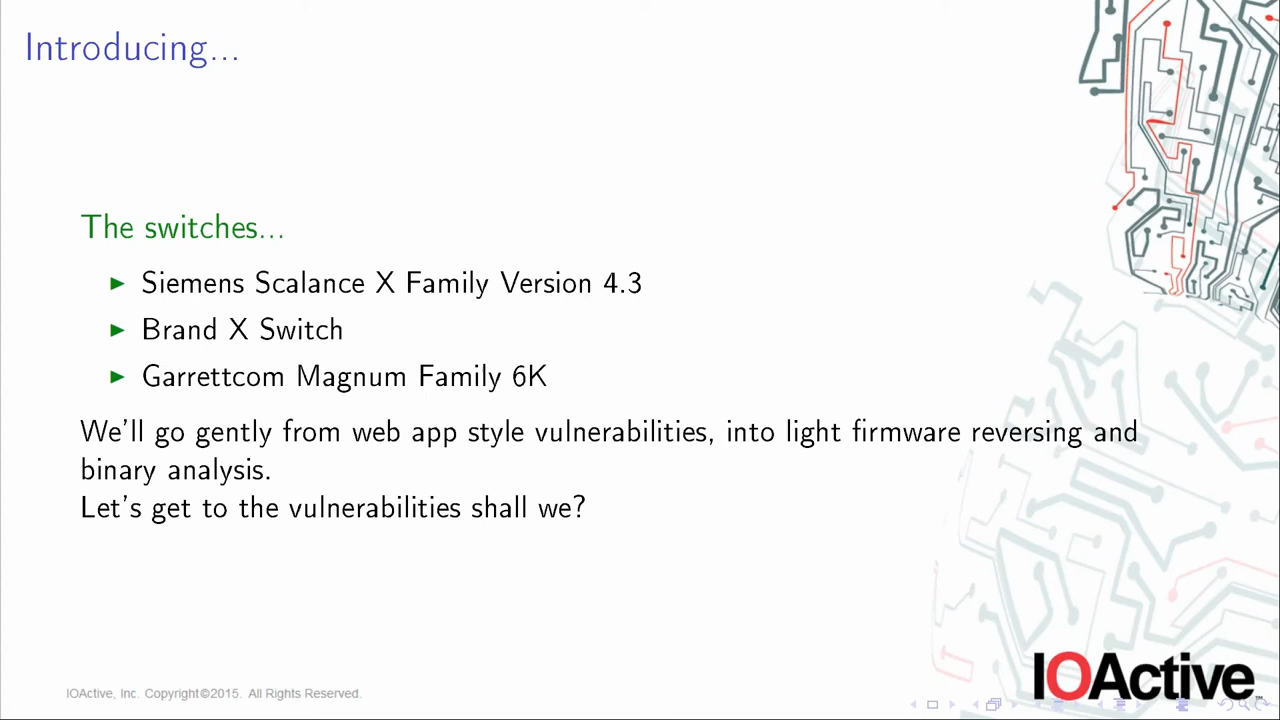 Introducing...
The switches...
Siemens Scalance X Family Version 4.3
Brand X Switch
Garrettcom Magnum Family 6K
We'll go gently from web app style vulnerabilities, into light firmware reversing and
binary analysis.
Let's get to the vulnerabilities shall we?
IOActive, Inc. Copyright©2015. All Rights Reserved.
IOActive™